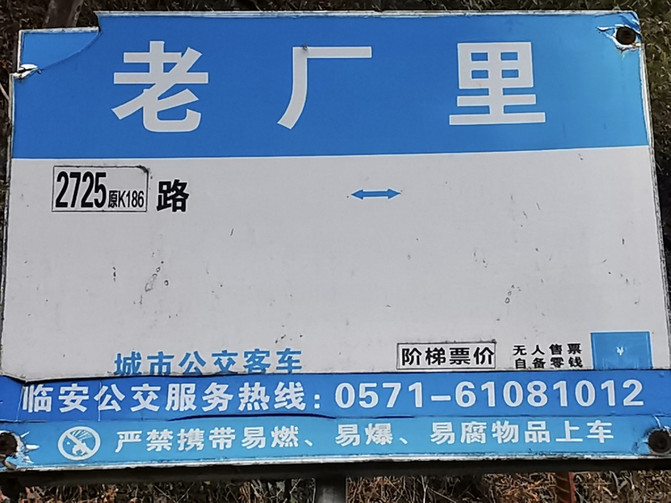 老厂里
2725原K186路
阶梯票价
无人售票
自备零钱
¥
城市公交客车
临安公交服务热线：0571-61081012
严禁携带易燃、易爆、易腐物品上车